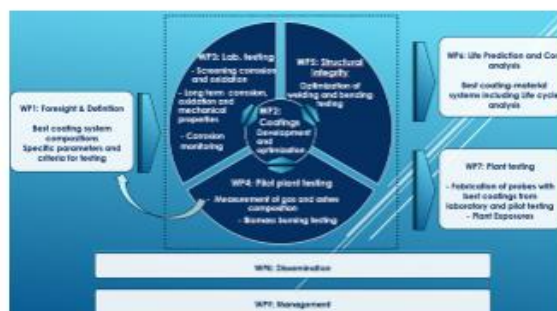 WP1: Foresight & Definition
Best coating system
compositions
Specific parameters and
criteria for testing
WP3: Lab. testing
- Screening corrosion
and oxidation
- Long term corrosion,
oxidation and
mechanical
properties
- Corrosion
monitoring
WP5: Structural
Integrity
Optimization of
welding and bending
testing
WP2:
Coatings
Development
and
optimization
WP4: Pilot plant testing
- Measurement of gas and ashes
composition
- Biomass burning testing
WP6: Life Prediction and
analysis
Best coating-material
systems including Life cycle
analysis
WP7: Plant testing
- Fabrication of probes with
best coatings from
laboratory and pilot testing
- Plant Exposures
WP8: Dissemination
WP9: Management